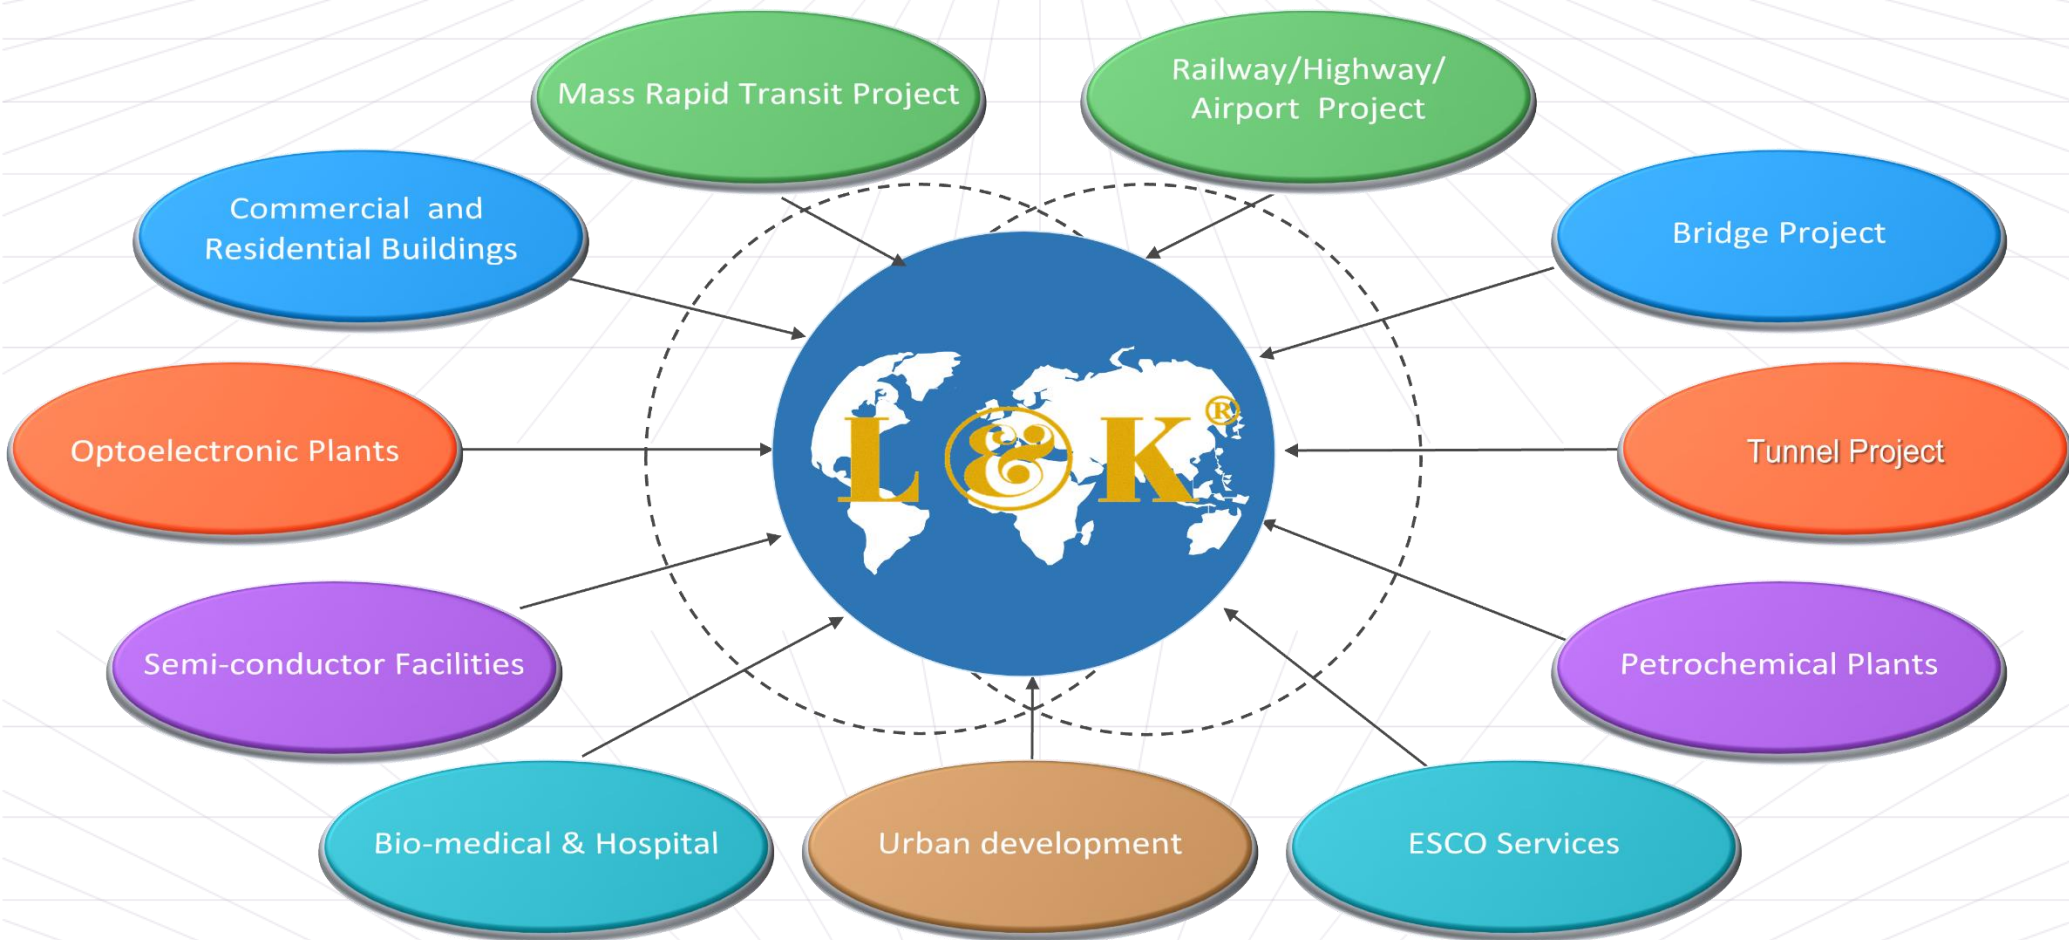 Mass Rapid Transit Project
Railway/Highway/
Airport Project
Commercial and
Residential Buildings
Bridge Project
Optoelectronic Plants
L & K®
Tunnel Project
Semi-conductor Facilities
Petrochemical Plants
Bio-medical & Hospital
Urban development
ESCO Services